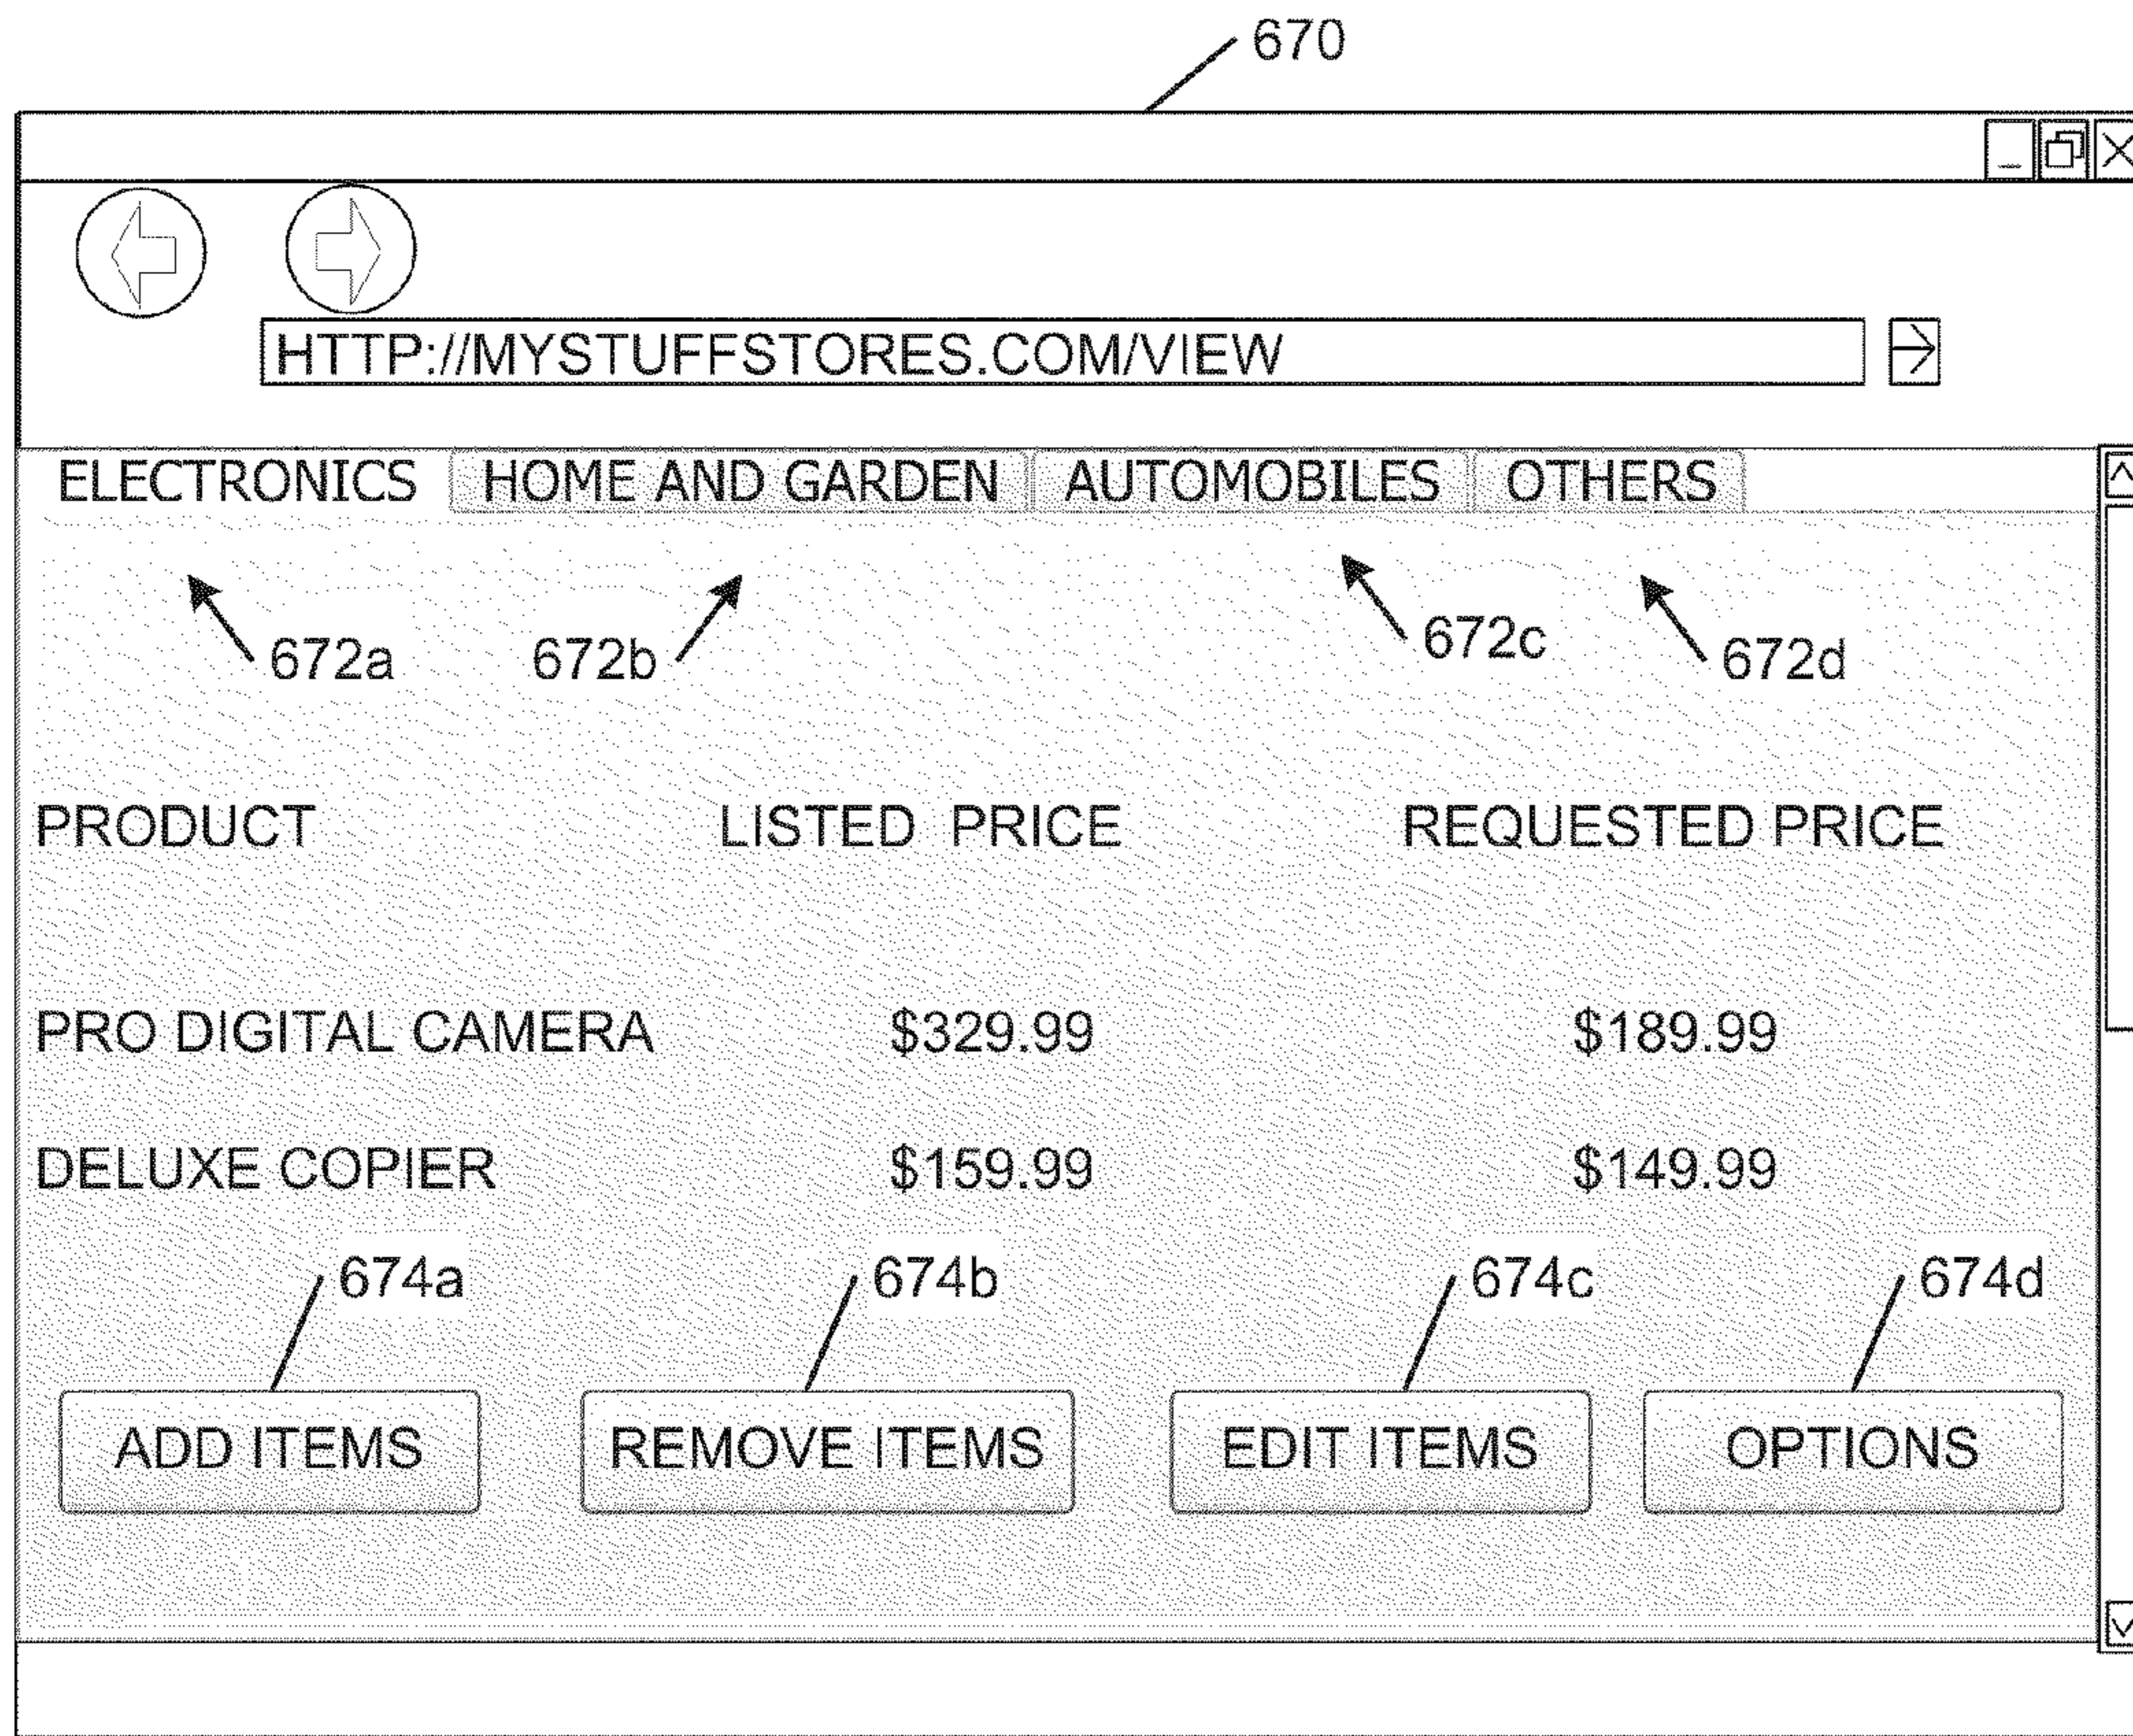 670
HTTP://MYSTUFFSTORES.COM/VIEW
ELECTRONICS HOME AND GARDEN AUTOMOBILES OTHERS
672a 672b 672c 672d
PRODUCT LISTED PRICE REQUESTED PRICE
PRO DIGITAL CAMERA $329.99 $189.99
DELUXE COPIER $159.99 $149.99
674a 674b 674c 674d
ADD ITEMS REMOVE ITEMS EDIT ITEMS OPTIONS